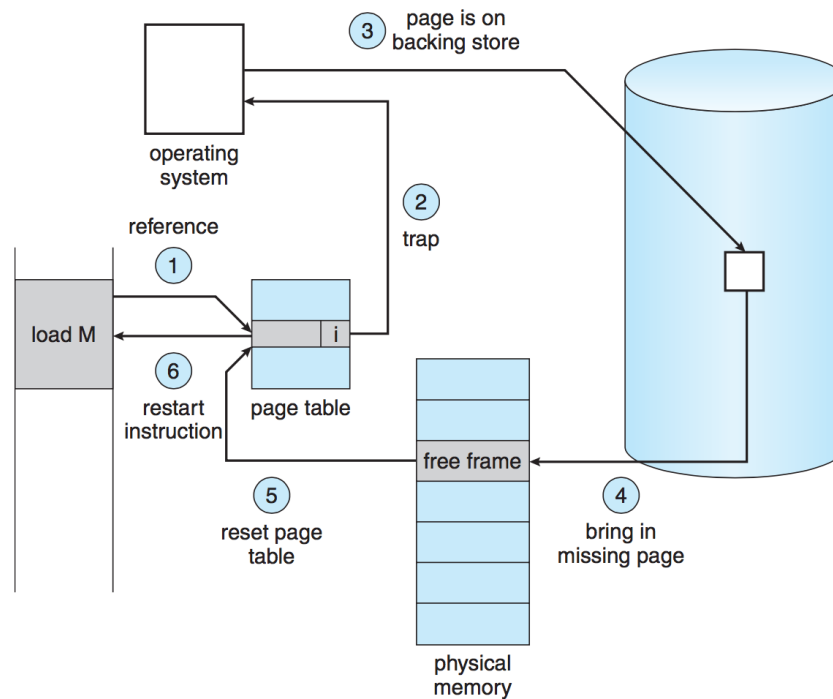 3
page is on
backing store
operating
system
2
trap
reference
1
load M
i
6
restart
instruction
page table
free frame
5
reset page
table
4
bring in
missing page
physical
memory